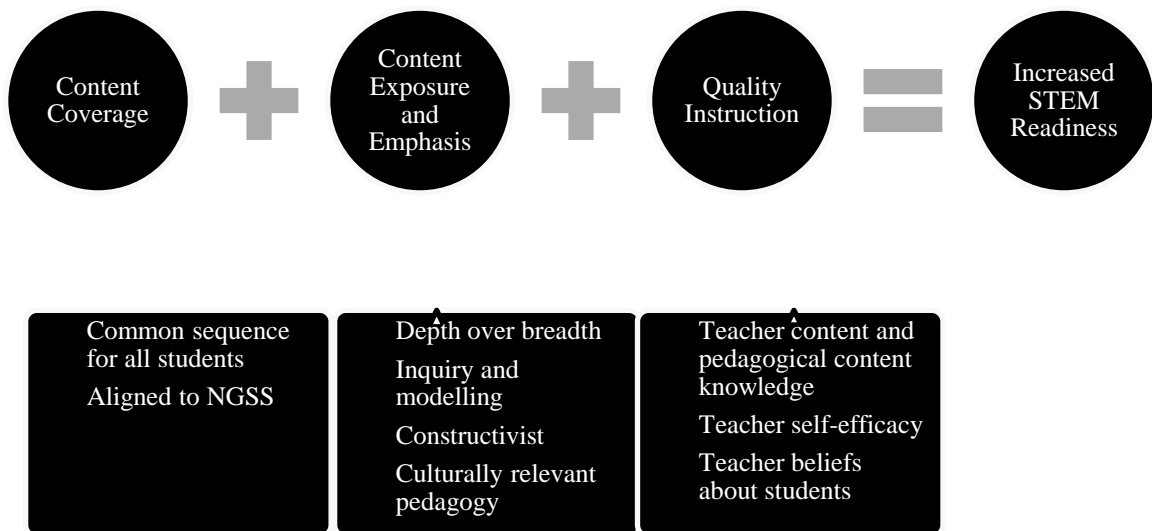 Content
Coverage
Content
Exposure
and
Emphasis
Quality
Instruction
Increased
STEM
Readiness
Common sequence
for all students
Aligned to NGSS
Depth over breadth
Inquiry and
modelling
Constructivist
Culturally relevant
pedagogy
Teacher content and
pedagogical content
knowledge
Teacher self-efficacy
Teacher beliefs
about students